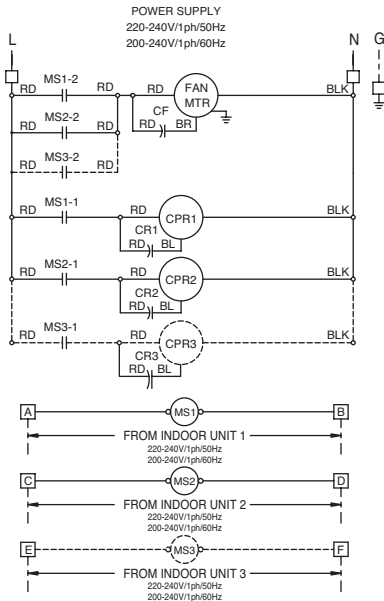 POWER SUPPLY
220-240V/1ph/50Hz
200-240V/1ph/60Hz
L N G
MS1-2
RD RD RD FAN MTR BLK
MS2-2 CF
RD RD RD BR
MS3-2
RD RD
MS1-1
RD RD CPR1 BLK
CR1
RD BL
MS2-1
RD RD CPR2 BLK
CR2
RD BL
MS3-1
RD RD CPR3 BLK
CR3
RD BL
A MS1 B
FROM INDOOR UNIT 1
220-240V/1ph/50Hz
200-240V/1ph/60Hz
C MS2 D
FROM INDOOR UNIT 2
220-240V/1ph/50Hz
200-240V/1ph/60Hz
E MS3 F
FROM INDOOR UNIT 3
220-240V/1ph/50Hz
200-240V/1ph/60Hz